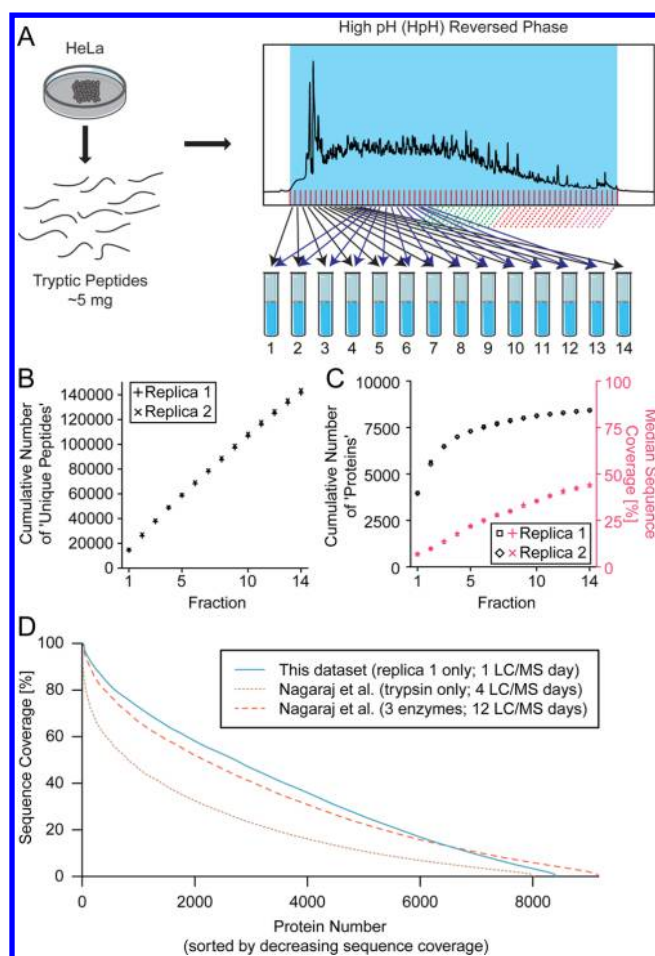 A
HeLa
Tryptic Peptides
~5 mg
High pH (HpH) Reversed Phase
1 2 3 4 5 6 7 8 9 10 11 12 13 14
B
Cumulative Number
of 'Unique Peptides'
140000
120000
100000
80000
60000
40000
20000
0
Replica 1
Replica 2
1 5 10 14
Fraction
C
Cumulative Number
of 'Proteins'
10000
7500
5000
2500
0
100
75
50
25
0
Median Sequence
Coverage [%]
Replica 1
Replica 2
1 5 10 14
Fraction
D
Sequence Coverage [%]
100
80
60
40
20
0
This dataset (replica 1 only; 1 LC/MS day)
Nagaraj et al. (trypsin only; 4 LC/MS days)
Nagaraj et al. (3 enzymes; 12 LC/MS days)
0 2000 4000 6000 8000
Protein Number
(sorted by decreasing sequence coverage)